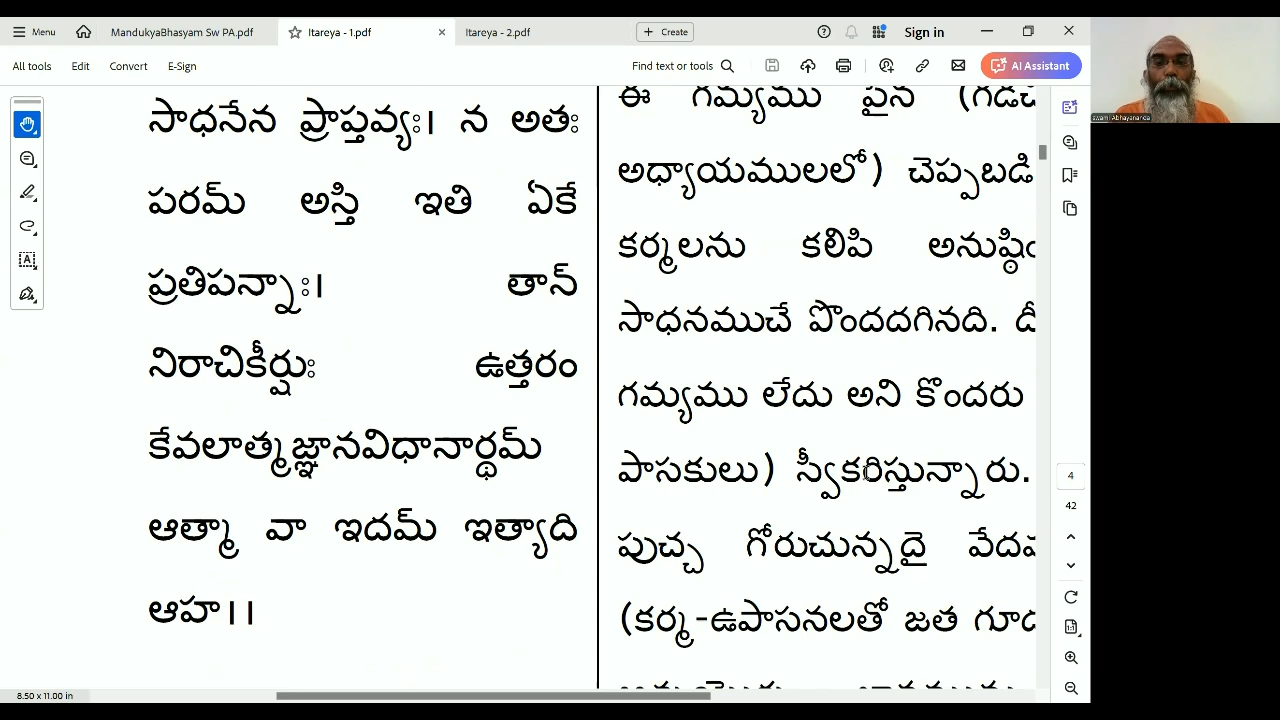 Menu
MandukyaBhasyam Sw PA.pdf
Itareya - 1.pdf
Itareya - 2.pdf
Create
Sign in
All tools Edit Convert E-Sign
Find text or tools
AI Assistant
swami Abhayananda
సాధనేన ప్రాప్తవ్యః। న అతః
పరమ్ అస్తి ఇతి ఏకే
ప్రతిపన్నాః। తాన్
నిరాచికీర్షుః ఉత్తరం
కేవలాత్మజ్ఞానవిధానార్థమ్
ఆత్మా వా ఇదమ్ ఇత్యాది
ఆహ।।
ఈ గమ్యము పైన
అధ్యాయములలో) చెప్పబడి
కర్మలను కలిపి
సాధనముచే పొందదగినది.
గమ్యము లేదు అని కొందరు
పాసకులు) స్వీకరిస్తున్నారు.
పుచ్చ గోరుచున్నదై
(కర్మ-ఉపాసనలతో జత
4
42
8.50 x 11.00 in